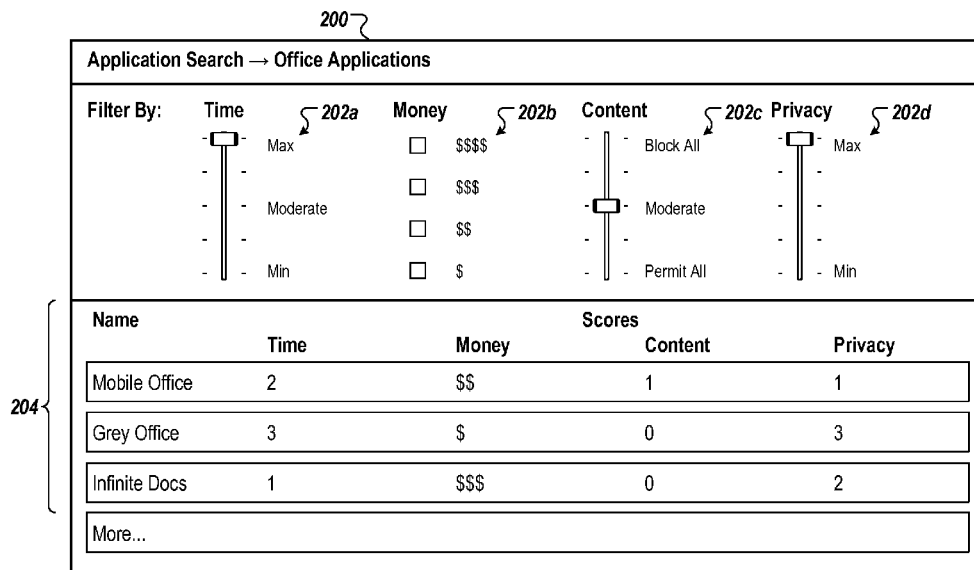 200
Application Search → Office Applications
Filter By: Time 202a Money 202b Content 202c Privacy 202d
Max $$$$ Block All Max
$$$
Moderate Moderate
$$
Min $ Permit All Min
204
Name Scores
Time Money Content Privacy
Mobile Office 2 $$ 1 1
Grey Office 3 $ 0 3
Infinite Docs 1 $$$ 0 2
More...